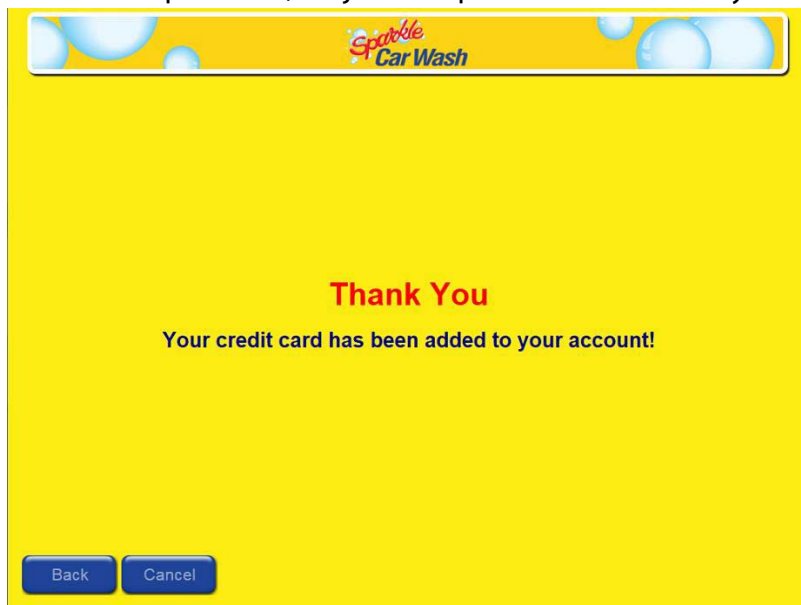 Sparkle
Car Wash
Thank You
Your credit card has been added to your account!
Back
Cancel